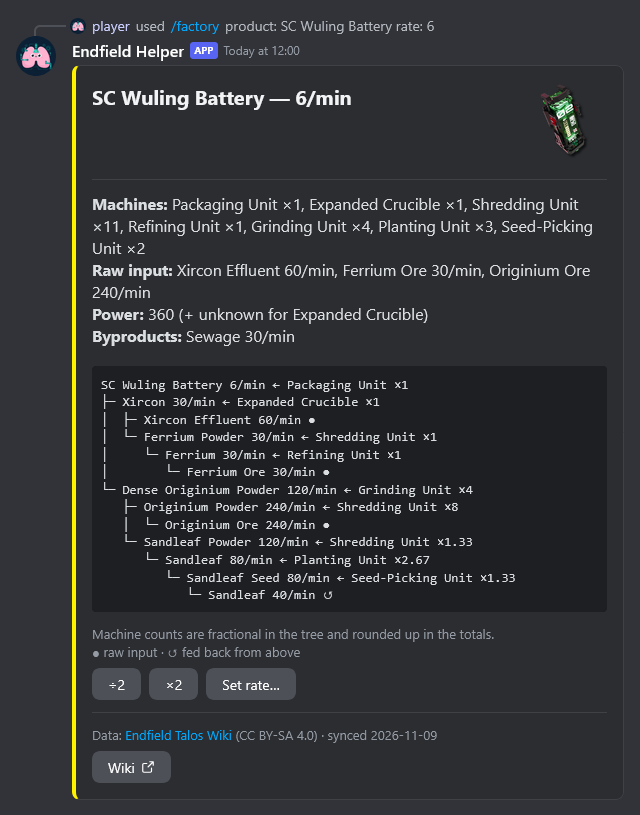 player used /factory product: SC Wuling Battery rate: 6
Endfield Helper APP Today at 12:00
SC Wuling Battery — 6/min
Machines: Packaging Unit ×1, Expanded Crucible ×1, Shredding Unit
×11, Refining Unit ×1, Grinding Unit ×4, Planting Unit ×3, Seed-Picking
Unit ×2
Raw input: Xircon Effluent 60/min, Ferrium Ore 30/min, Originium Ore
240/min
Power: 360 (+ unknown for Expanded Crucible)
Byproducts: Sewage 30/min
SC Wuling Battery 6/min ← Packaging Unit ×1
├─ Xircon 30/min ← Expanded Crucible ×1
│  ├─ Xircon Effluent 60/min ●
│  └─ Ferrium Powder 30/min ← Shredding Unit ×1
│     └─ Ferrium 30/min ← Refining Unit ×1
│        └─ Ferrium Ore 30/min ●
└─ Dense Originium Powder 120/min ← Grinding Unit ×4
   ├─ Originium Powder 240/min ← Shredding Unit ×8
   │  └─ Originium Ore 240/min ●
   └─ Sandleaf Powder 120/min ← Shredding Unit ×1.33
      └─ Sandleaf 80/min ← Planting Unit ×2.67
         └─ Sandleaf Seed 80/min ← Seed-Picking Unit ×1.33
            └─ Sandleaf 40/min ↺
Machine counts are fractional in the tree and rounded up in the totals.
● raw input · ↺ fed back from above
÷2 ×2 Set rate...
Data: Endfield Talos Wiki (CC BY-SA 4.0) · synced 2026-11-09
Wiki